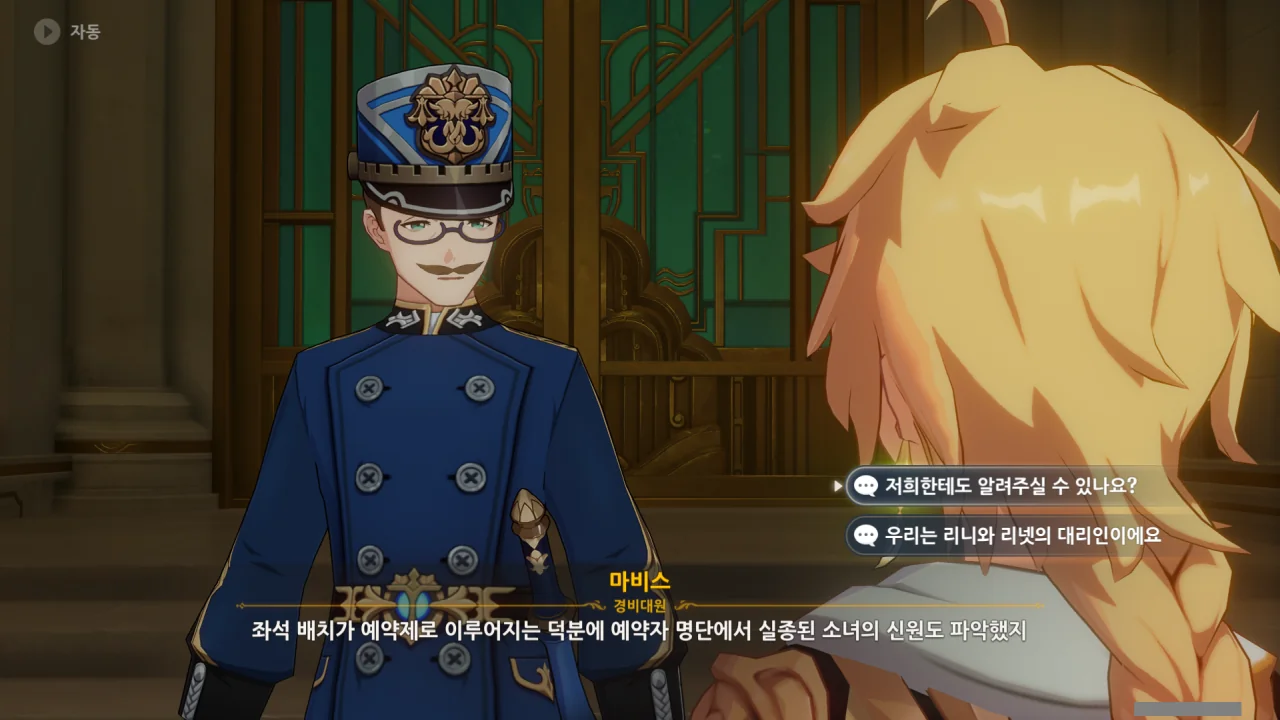 자동
저희한테도 알려주실 수 있나요?
우리는 리니와 리넷의 대리인이에요
마비스
경비대원
좌석 배치가 예약제로 이루어지는 덕분에 예약자 명단에서 실종된 소녀의 신원도 파악했지